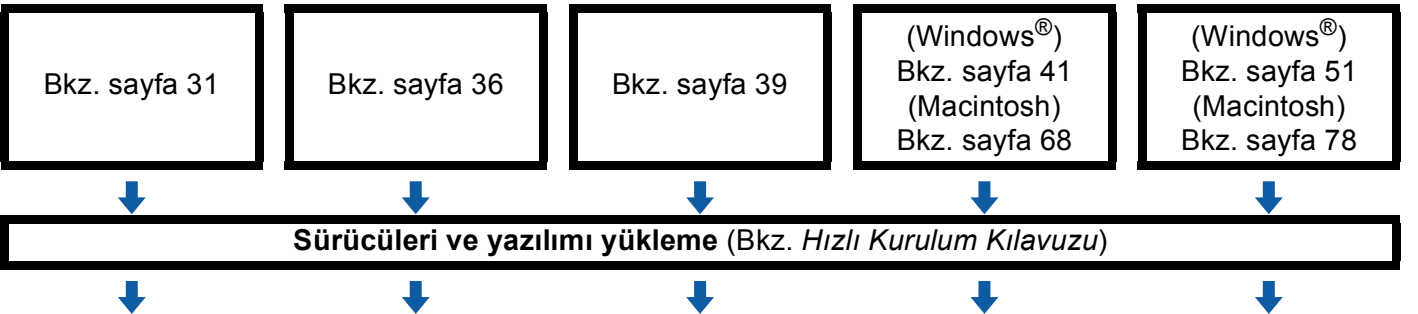 Bkz. sayfa 31
Bkz. sayfa 36
Bkz. sayfa 39
(Windows®)
Bkz. sayfa 41
(Macintosh)
Bkz. sayfa 68
(Windows®)
Bkz. sayfa 51
(Macintosh)
Bkz. sayfa 78
Sürücüleri ve yazılımı yükleme (Bkz. Hızlı Kurulum Kılavuzu)